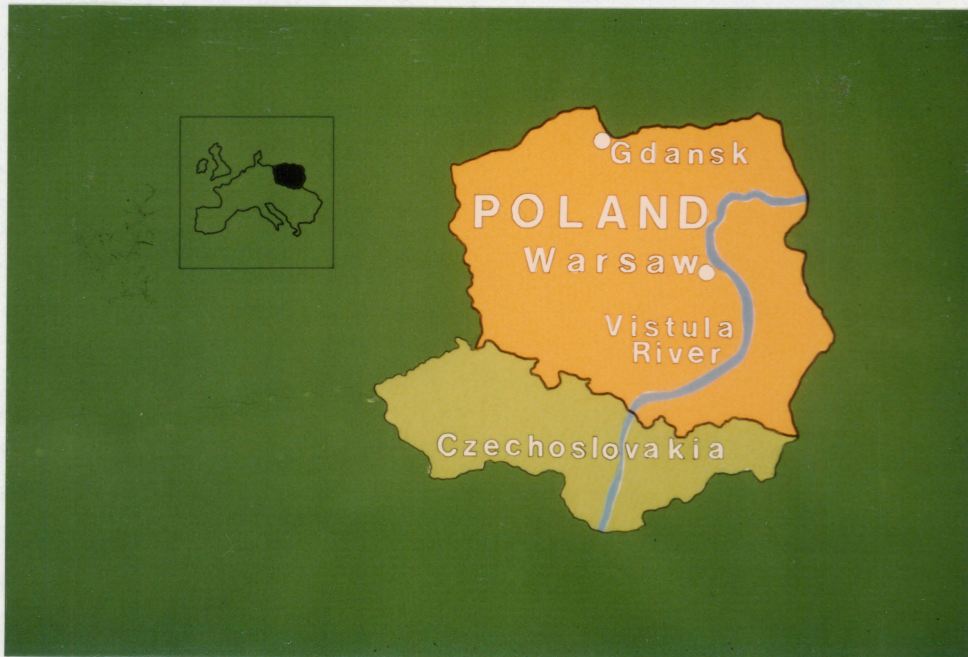 Gdansk
POLAND
Warsaw
Vistula
River
Czechoslovakia